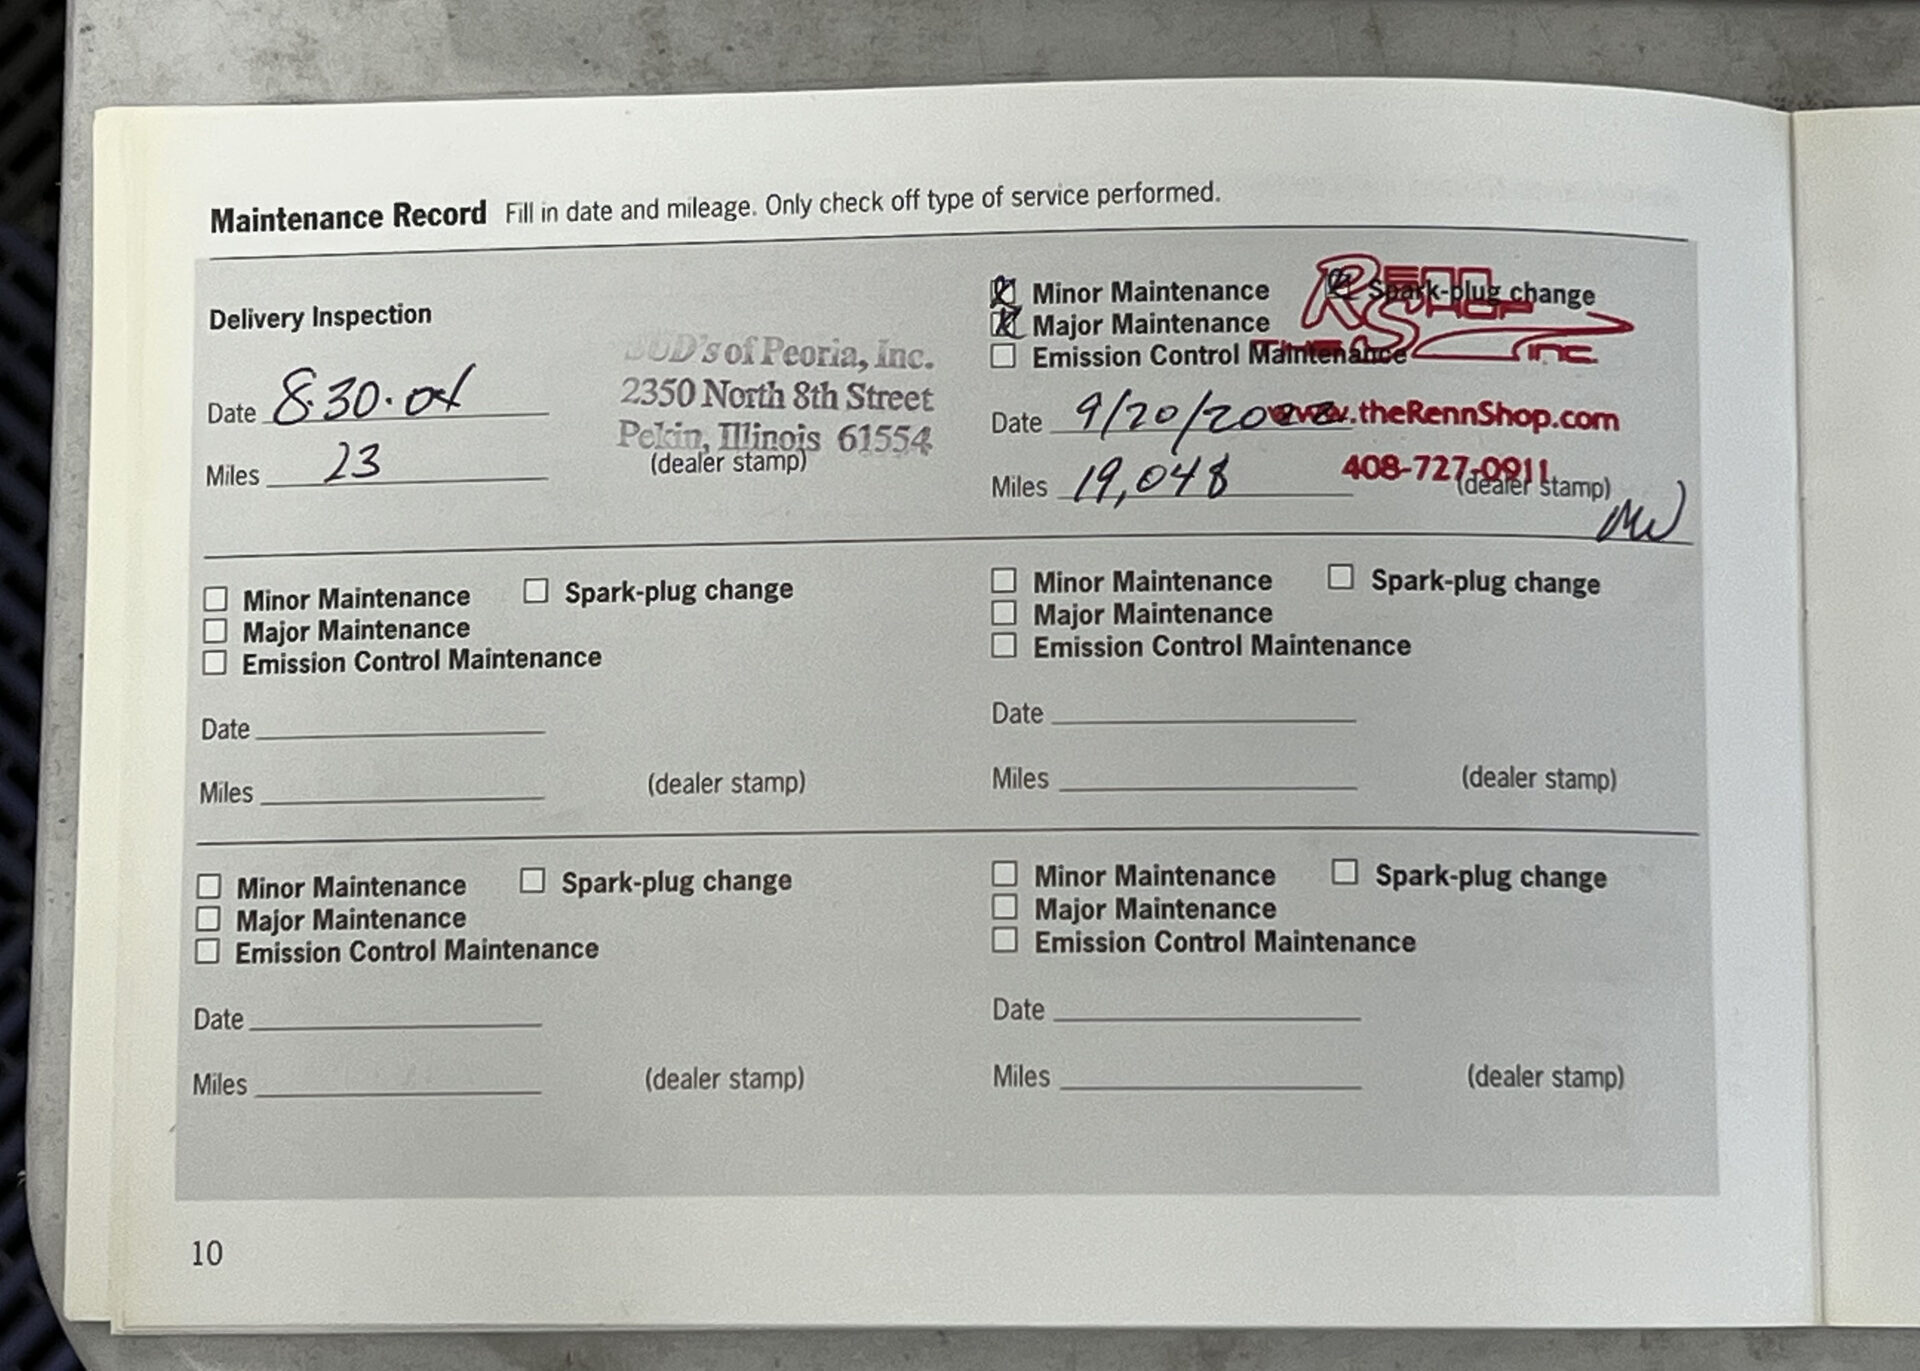 Maintenance Record Fill in date and mileage. Only check off type of service performed.
Delivery Inspection
Date 8.30.04
Miles 23
BUD's of Peoria, Inc.
2350 North 8th Street
Pekin, Illinois 61554
(dealer stamp)
Minor Maintenance
Spark-plug change
Major Maintenance
Emission Control Maintenance
THE RENN SHOP INC.
Date 9/20/2022
www.theRennShop.com
Miles 19,048
408-727-0911
(dealer stamp)
Minor Maintenance
Spark-plug change
Major Maintenance
Emission Control Maintenance
Date
Miles
(dealer stamp)
Minor Maintenance
Spark-plug change
Major Maintenance
Emission Control Maintenance
Date
Miles
(dealer stamp)
Minor Maintenance
Spark-plug change
Major Maintenance
Emission Control Maintenance
Date
Miles
(dealer stamp)
Minor Maintenance
Spark-plug change
Major Maintenance
Emission Control Maintenance
Date
Miles
(dealer stamp)
10